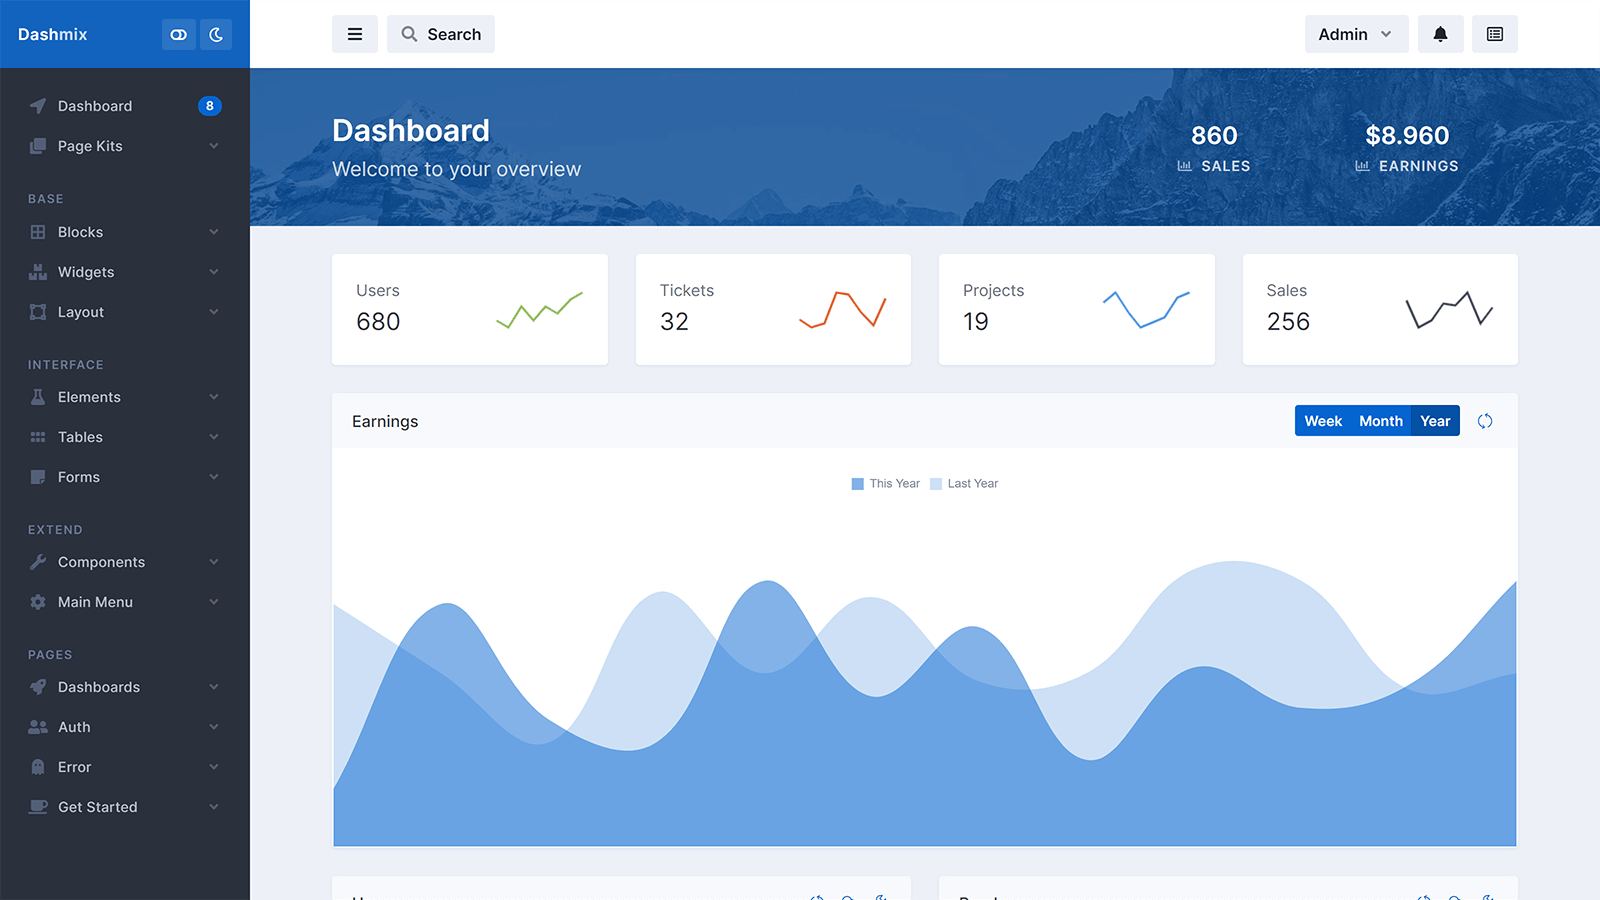 Dashmix
Search
Admin
Dashboard 8
Page Kits
BASE
Blocks
Widgets
Layout
INTERFACE
Elements
Tables
Forms
EXTEND
Components
Main Menu
PAGES
Dashboards
Auth
Error
Get Started
Dashboard
Welcome to your overview
860
SALES
$8.960
EARNINGS
Users
680
Tickets
32
Projects
19
Sales
256
Earnings
Week Month Year
This Year Last Year